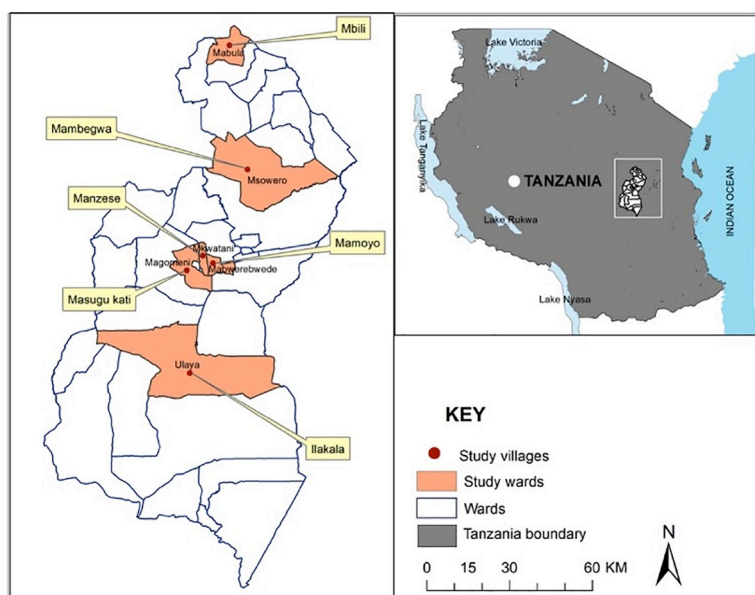 Mbili
Mabula
Mambegwa
Msowero
Manzese
Mkwatani
Mamoyo
Magomeni
Mabwerebwede
Masugu kati
Ulaya
Ilakala
Lake Victoria
Lake Tanganyika
TANZANIA
Lake Rukwa
Lake Nyasa
INDIAN OCEAN
KEY
Study villages
Study wards
Wards
Tanzania boundary
N
0 15 30 60 KM